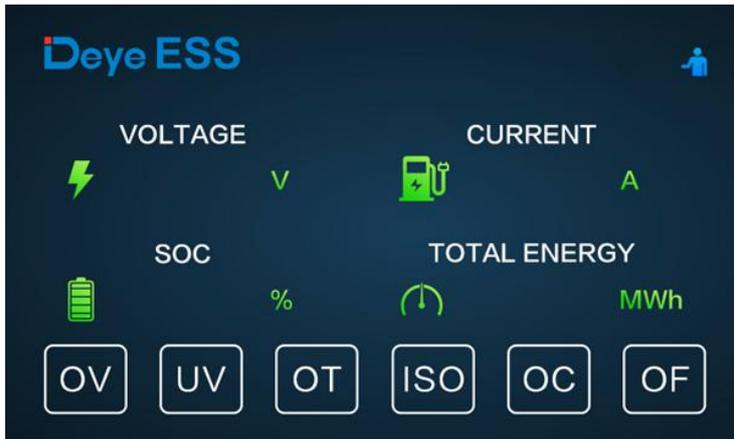 Deye ESS
VOLTAGE CURRENT
V A
SOC TOTAL ENERGY
% MWh
OV UV OT ISO OC OF